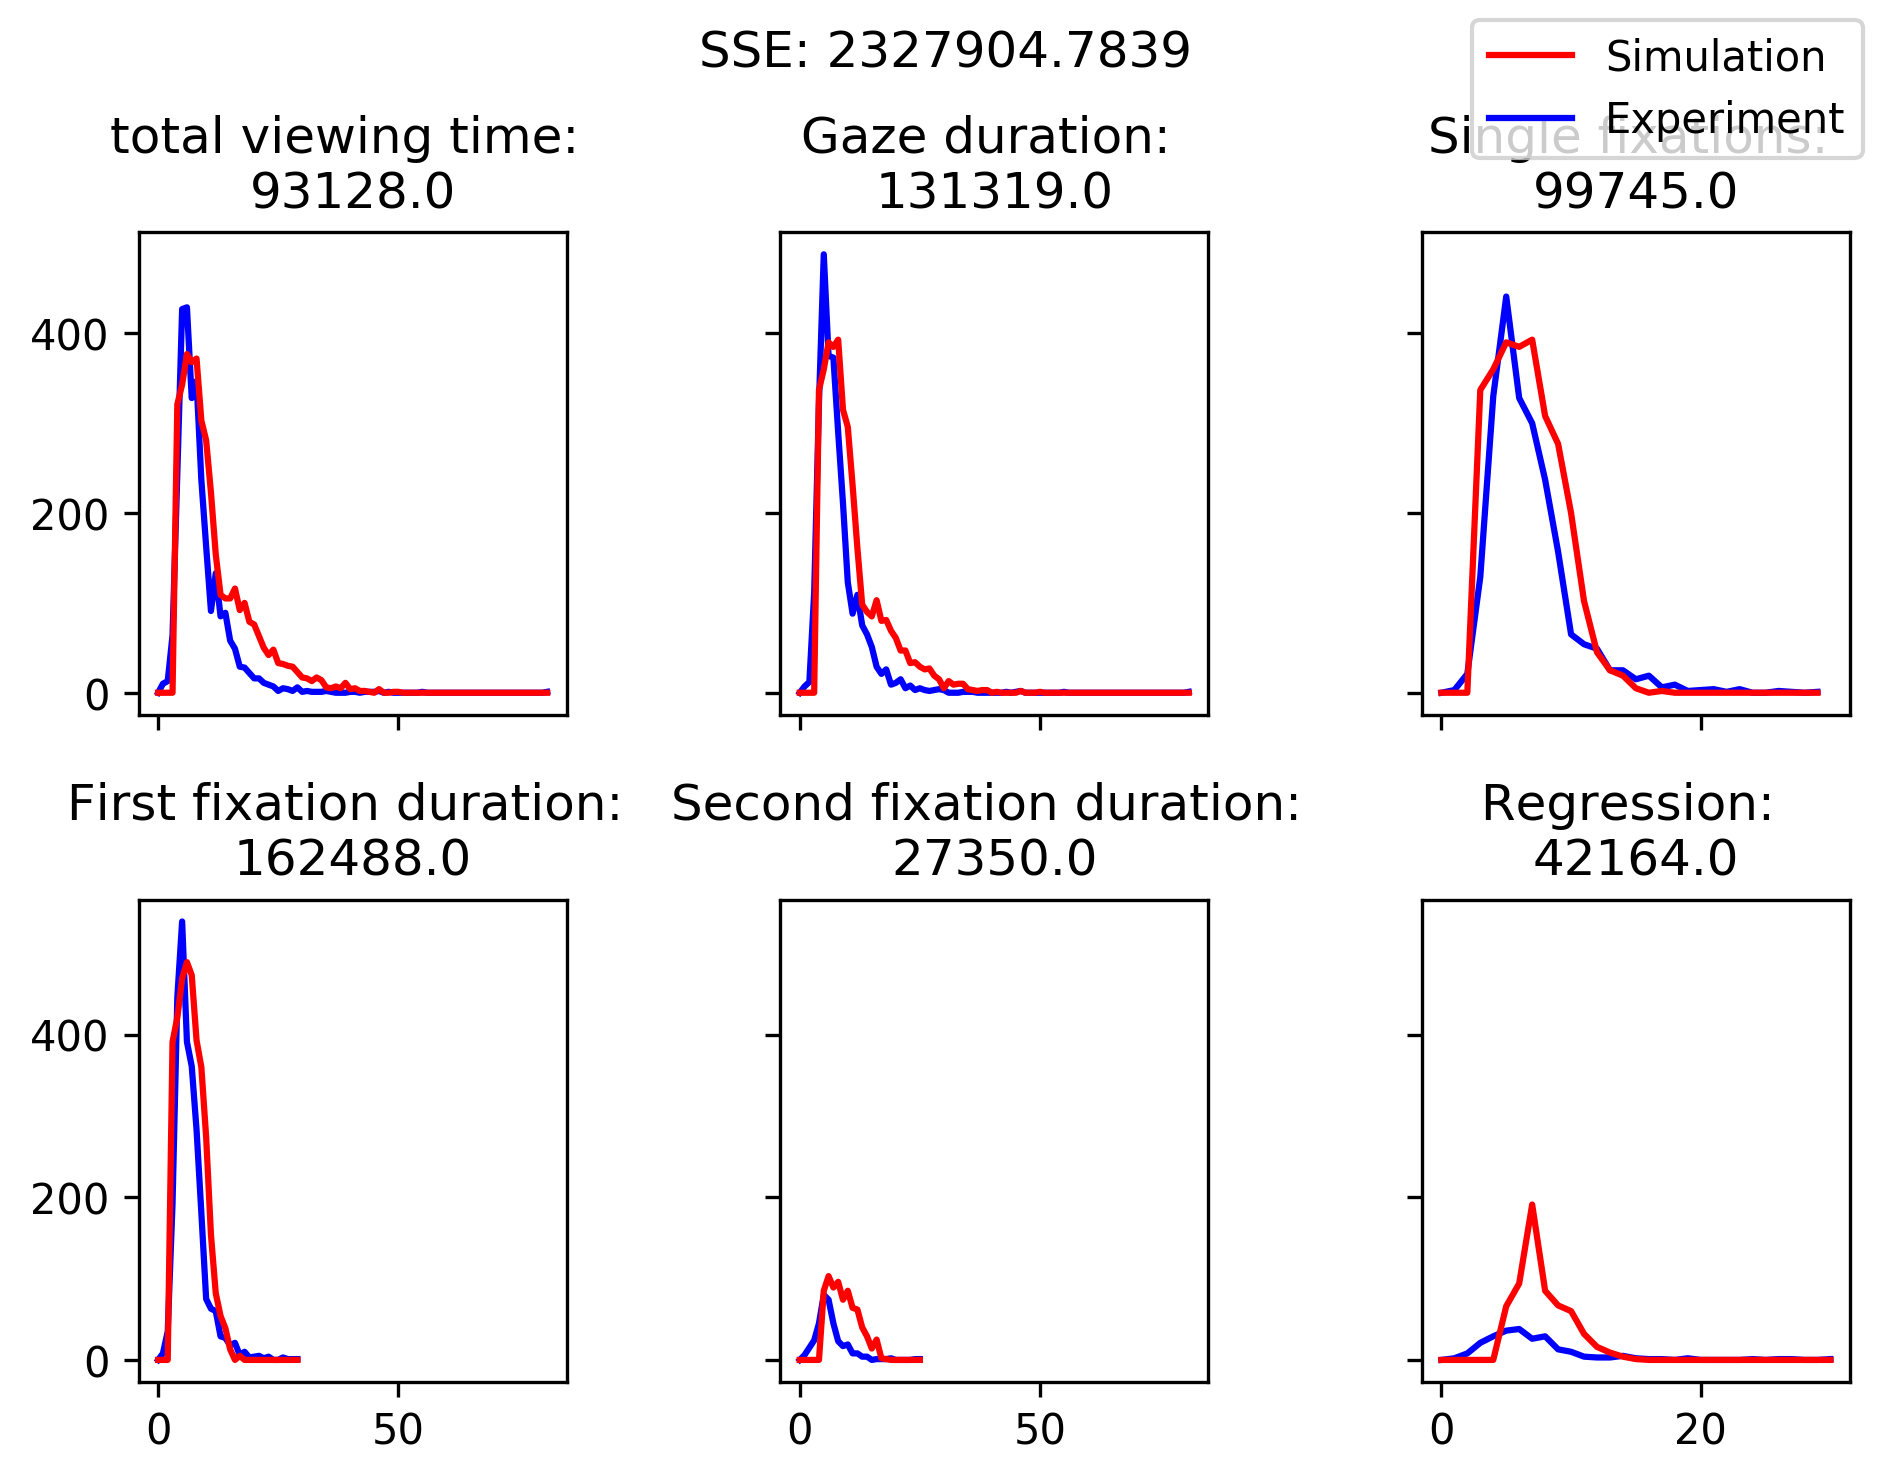 SSE: 2327904.7839
Simulation
Experiment
total viewing time:
93128.0
Gaze duration:
131319.0
Single fixations:
99745.0
400
200
0
First fixation duration:
162488.0
Second fixation duration:
27350.0
Regression:
42164.0
400
200
0
0 50
0 50
0 20